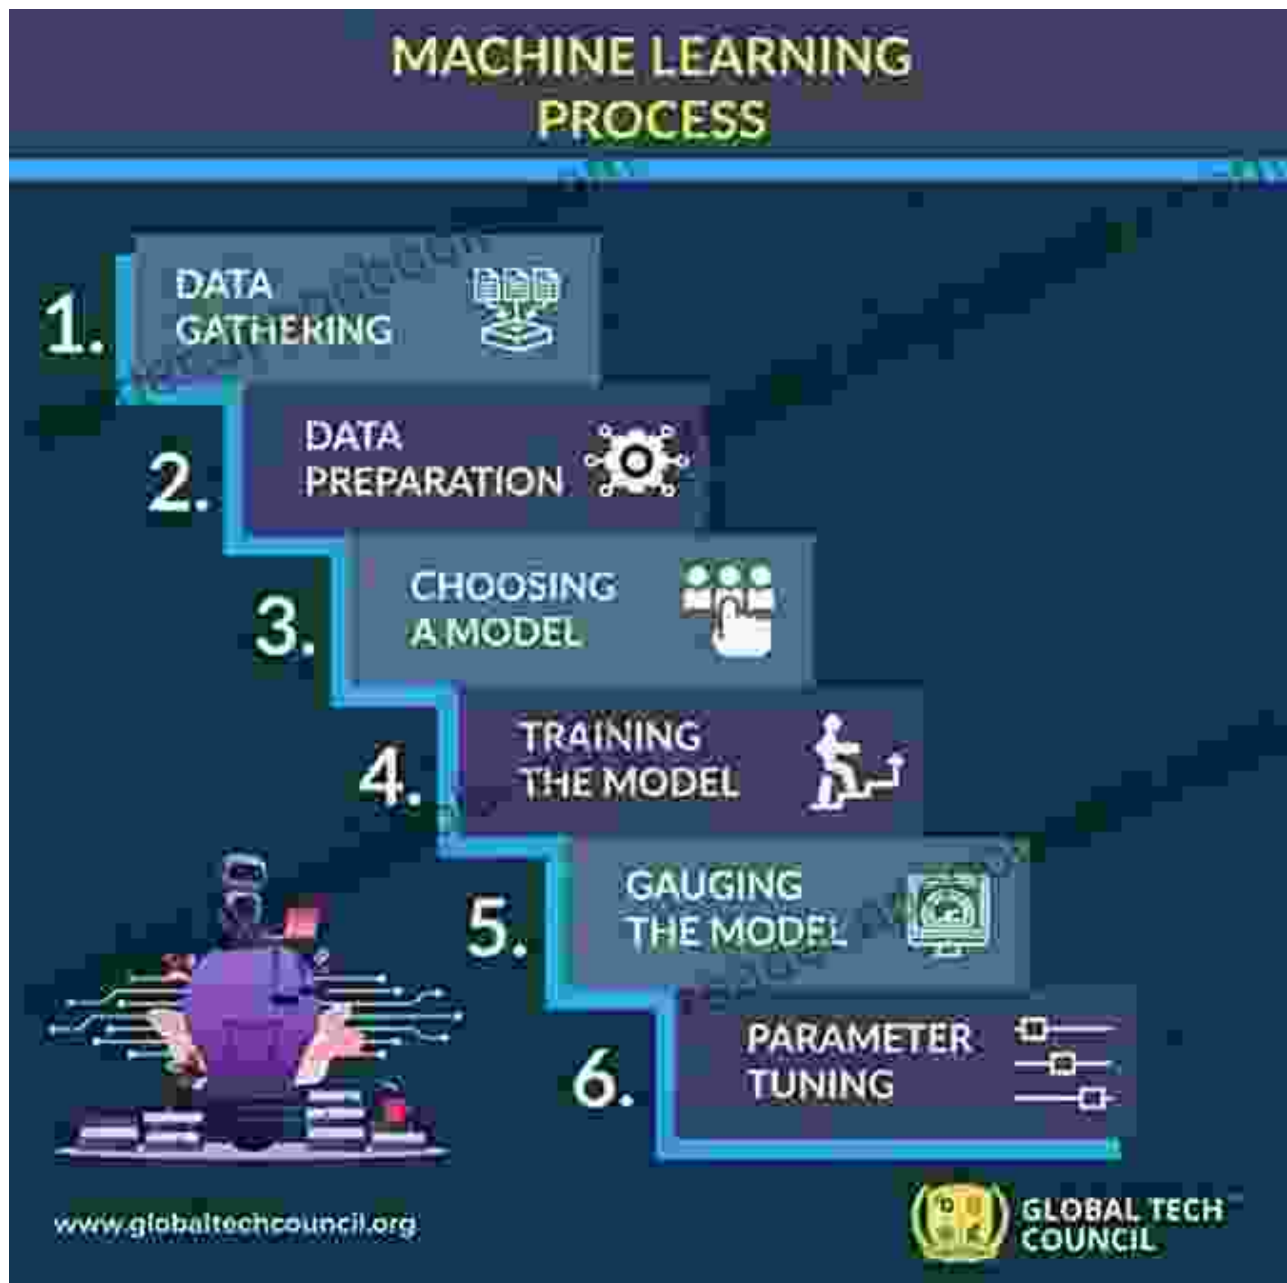 MACHINE LEARNING
PROCESS
1.
DATA
GATHERING
2.
DATA
PREPARATION
3.
CHOOSING
A MODEL
4.
TRAINING
THE MODEL
5.
GAUGING
THE MODEL
6.
PARAMETER
TUNING
www.globaltechcouncil.org
GLOBAL TECH
COUNCIL